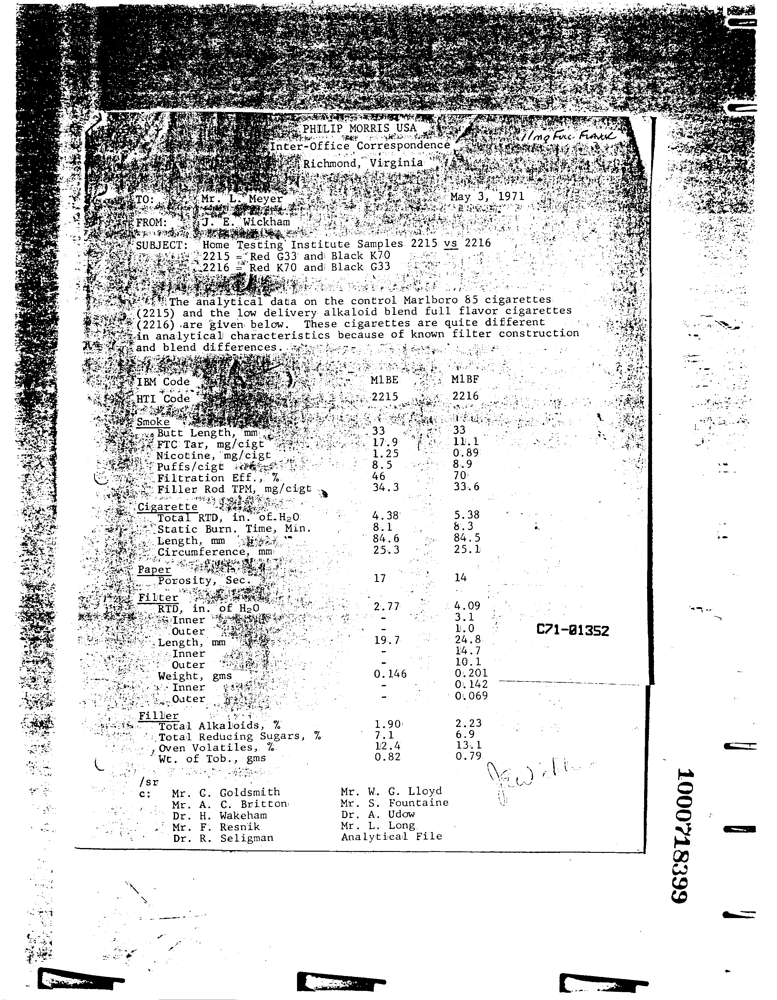 PHILIP MORRIS USA
Inter-Office Correspondence
Richmond, Virginia
TO: Mr. L. Meyer May 3, 1971
FROM: J. E. Wickham
SUBJECT: Home Testing Institute Samples 2215 vs 2216
2215 = Red G33 and Black K70
2216 = Red K70 and Black G33
The analytical data on the control Marlboro 85 cigarettes
(2215) and the low delivery alkaloid blend full flavor cigarettes
(2216) are given below. These cigarettes are quite different
in analytical characteristics because of known filter construction
and blend differences.
IBM Code M1BE M1BF
HTI Code 2215 2216
Smoke
Butt Length, mm 33 33
FTC Tar, mg/cigt 17.9 11.1
Nicotine, mg/cigt 1.25 0.89
Puffs/cigt 8.5 8.9
Filtration Eff., % 46 70
Filler Rod TPM, mg/cigt 34.3 33.6
Cigarette
Total RTD, in. of H2O 4.38 5.38
Static Burn. Time, Min. 8.1 8.3
Length, mm 84.6 84.5
Circumference, mm 25.3 25.1
Paper
Porosity, Sec. 17 14
Filter
RTD, in. of H2O 2.77 4.09
Inner - 3.1
Outer - 1.0
C71-01352
Length, mm 19.7 24.8
Inner - 14.7
Outer - 10.1
Weight, gms 0.146 0.201
Inner - 0.142
Outer - 0.069
Filler
Total Alkaloids, % 1.90 2.23
Total Reducing Sugars, % 7.1 6.9
Oven Volatiles, % 12.4 13.1
Wt. of Tob., gms 0.82 0.79
/sr
c: Mr. C. Goldsmith Mr. W. G. Lloyd
Mr. A. C. Britton Mr. S. Fountaine
Dr. H. Wakeham Dr. A. Udow
Mr. F. Resnik Mr. L. Long
Dr. R. Seligman Analytical File
1000718399